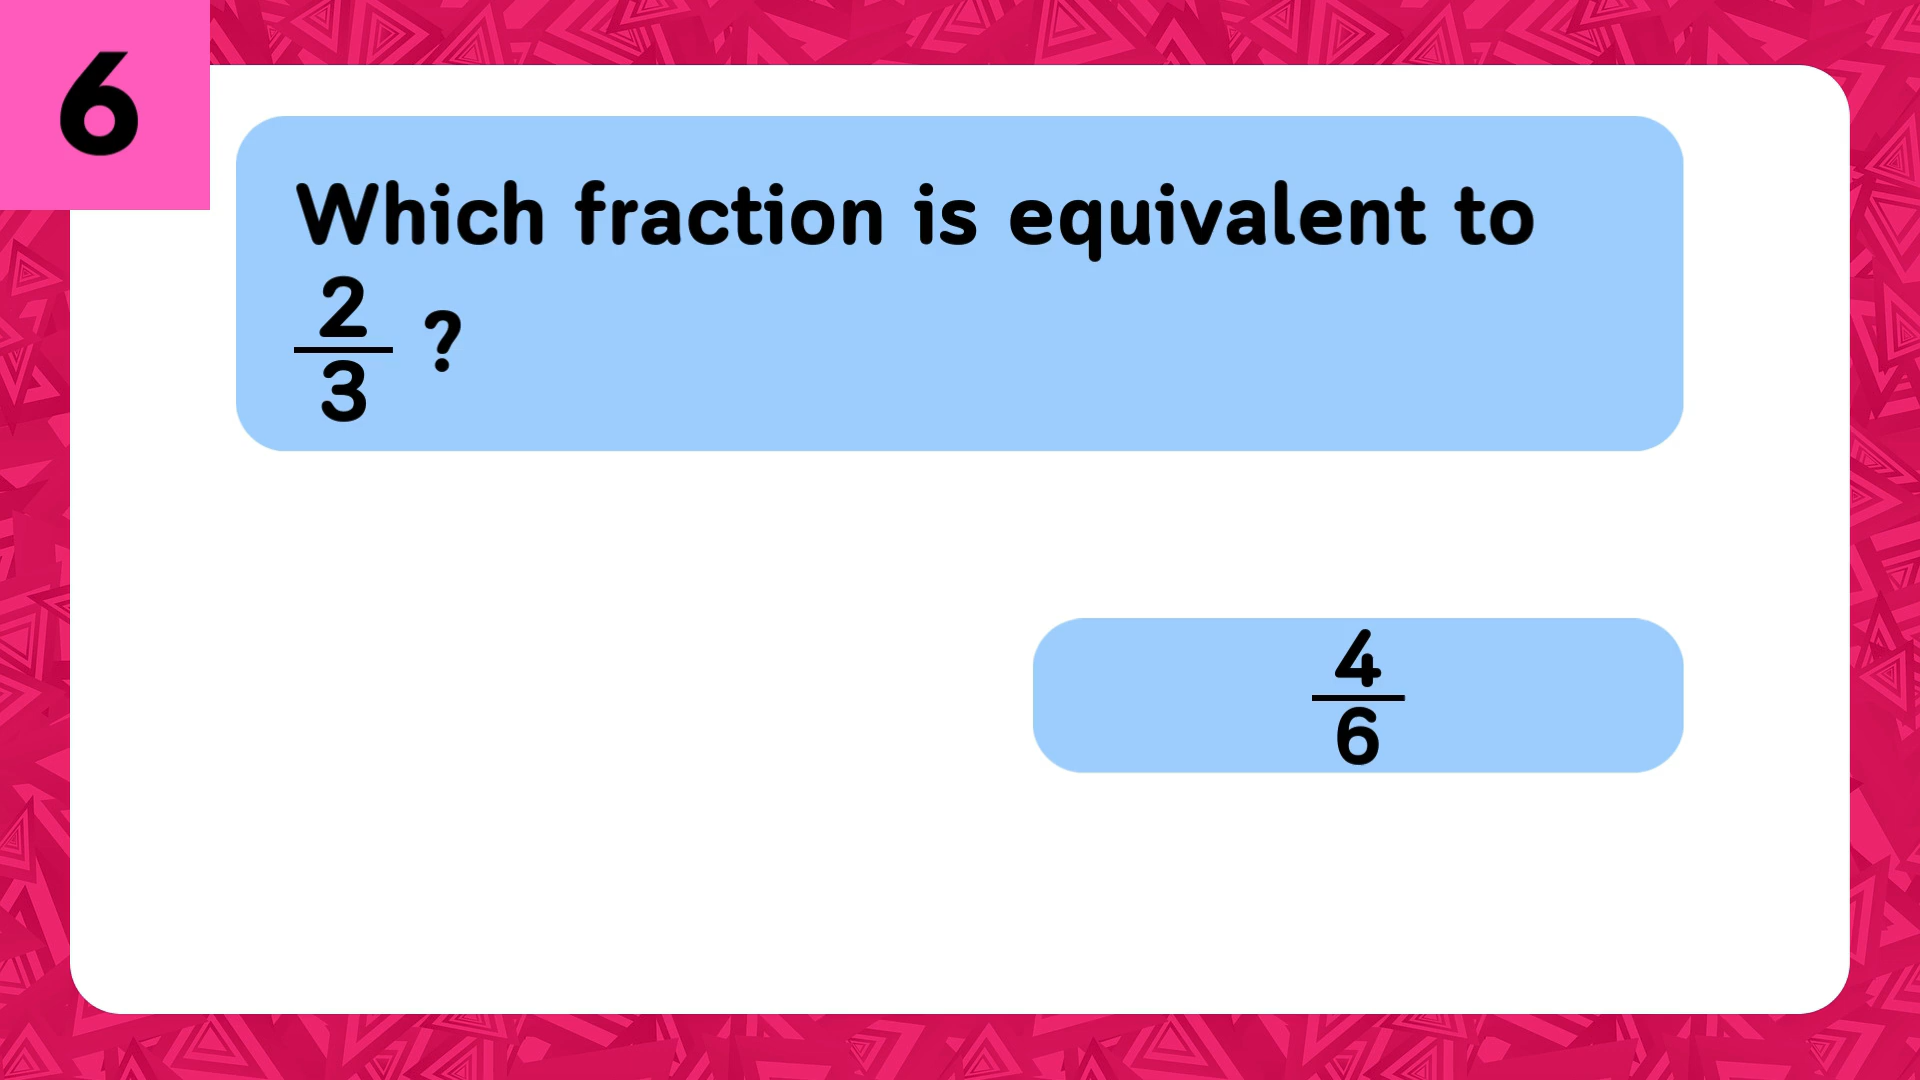 6
Which fraction is equivalent to
2/3 ?
4/6